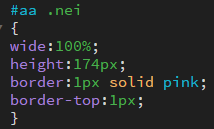 #aa .nei
{
wide:100%;
height:174px;
border:1px solid pink;
border-top:1px;
}